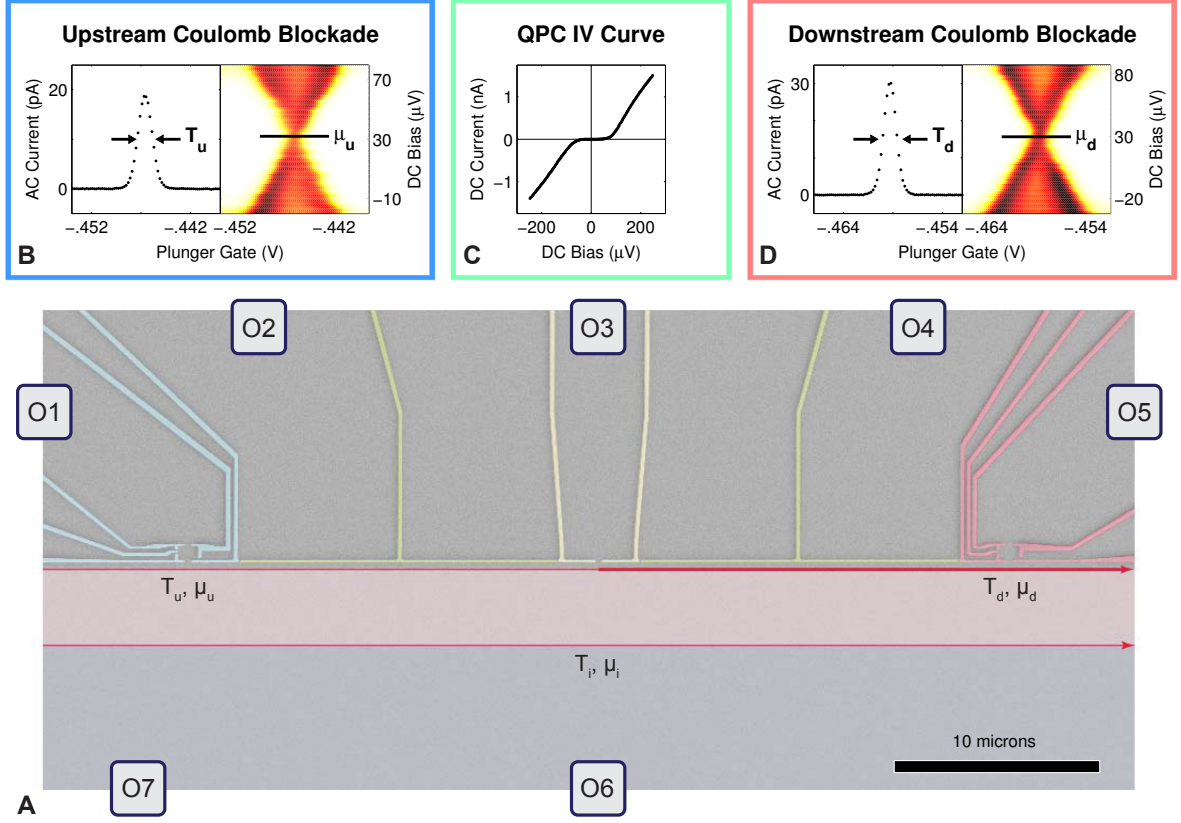 Upstream Coulomb Blockade
AC Current (pA)
20
0
T_u
μ_u
70
30
−10
DC Bias (μV)
−.452
−.442
−.452
−.442
Plunger Gate (V)
B
QPC IV Curve
DC Current (nA)
1
0
−1
−200
0
200
DC Bias (μV)
C
Downstream Coulomb Blockade
AC Current (pA)
30
15
0
T_d
μ_d
80
30
−20
DC Bias (μV)
−.464
−.454
−.464
−.454
Plunger Gate (V)
D
O1
O2
O3
O4
O5
T_u, μ_u
T_d, μ_d
T_i, μ_i
10 microns
O7
O6
A